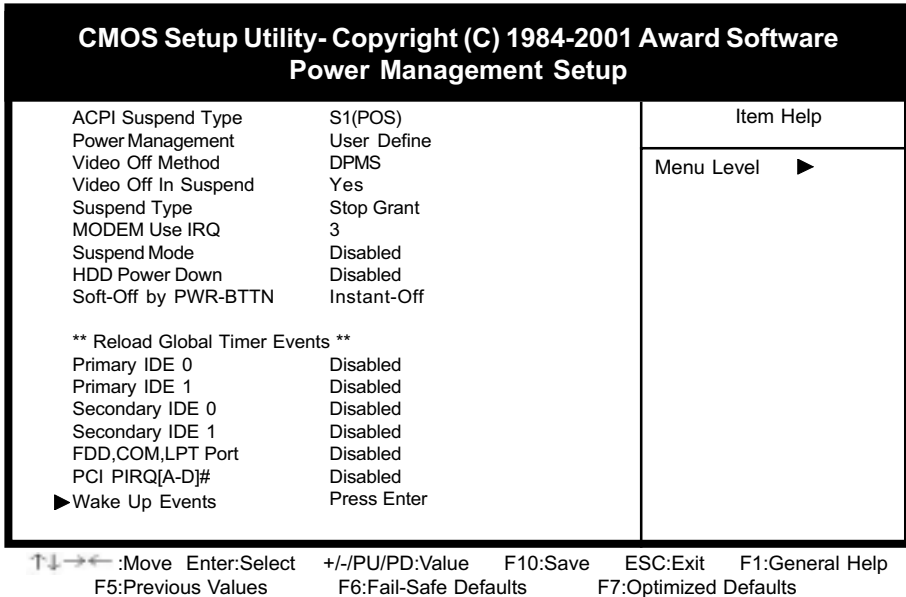 CMOS Setup Utility- Copyright (C) 1984-2001 Award Software
Power Management Setup
ACPI Suspend Type S1(POS)
Power Management User Define
Video Off Method DPMS
Video Off In Suspend Yes
Suspend Type Stop Grant
MODEM Use IRQ 3
Suspend Mode Disabled
HDD Power Down Disabled
Soft-Off by PWR-BTTN Instant-Off
** Reload Global Timer Events **
Primary IDE 0 Disabled
Primary IDE 1 Disabled
Secondary IDE 0 Disabled
Secondary IDE 1 Disabled
FDD,COM,LPT Port Disabled
PCI PIRQ[A-D]# Disabled
▶Wake Up Events Press Enter
Item Help
Menu Level ▶
↑↓→← :Move Enter:Select +/-/PU/PD:Value F10:Save ESC:Exit F1:General Help
F5:Previous Values F6:Fail-Safe Defaults F7:Optimized Defaults